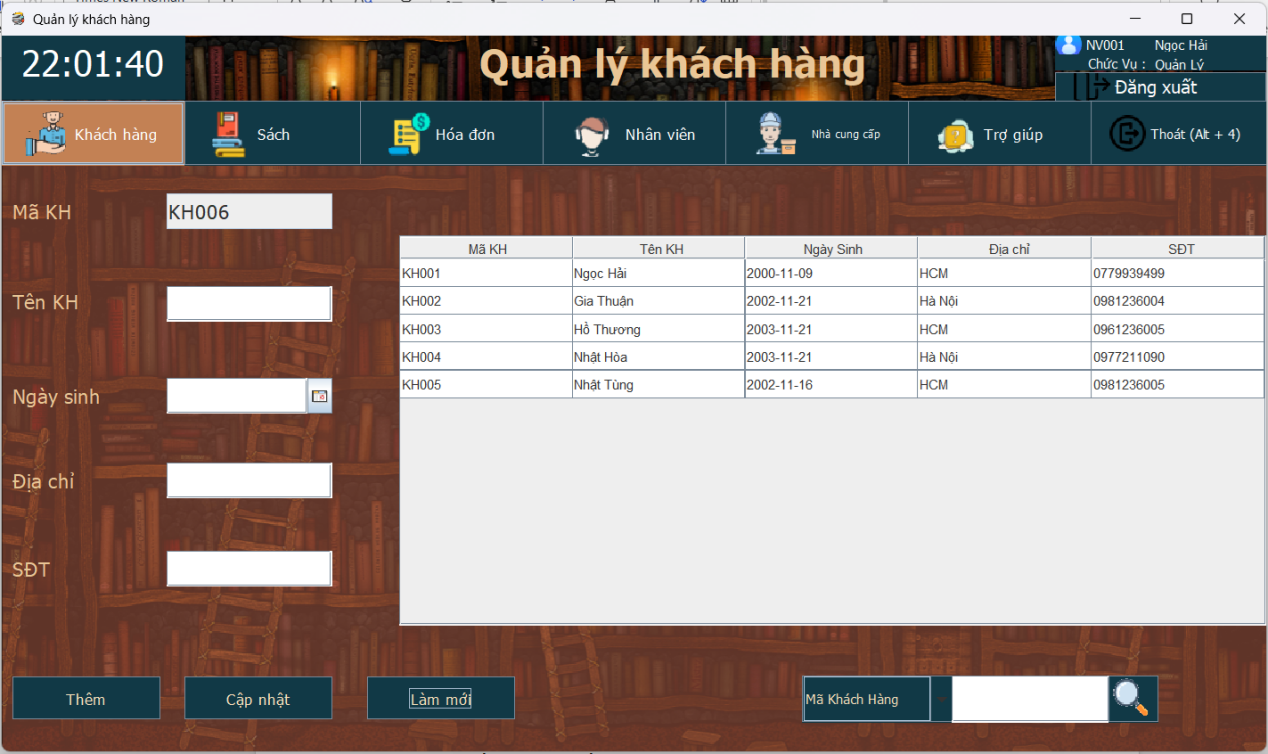 Quản lý khách hàng
22:01:40
Quản lý khách hàng
NV001 Ngọc Hải
Chức Vụ : Quản Lý
Đăng xuất
Khách hàng
Sách
Hóa đơn
Nhân viên
Nhà cung cấp
Trợ giúp
Thoát (Alt + 4)
Mã KH KH006
Tên KH
Ngày sinh
Địa chỉ
SĐT
Mã KH Tên KH Ngày Sinh Địa chỉ SĐT
KH001 Ngọc Hải 2000-11-09 HCM 0779939499
KH002 Gia Thuận 2002-11-21 Hà Nội 0981236004
KH003 Hồ Thương 2003-11-21 HCM 0961236005
KH004 Nhật Hòa 2003-11-21 Hà Nội 0977211090
KH005 Nhật Tùng 2002-11-16 HCM 0981236005
Thêm
Cập nhật
Làm mới
Mã Khách Hàng